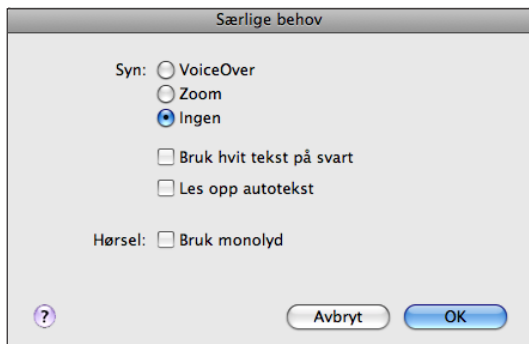 Særlige behov
Syn: VoiceOver
Zoom
Ingen
Bruk hvit tekst på svart
Les opp autotekst
Hørsel: Bruk monolyd
? Avbryt OK